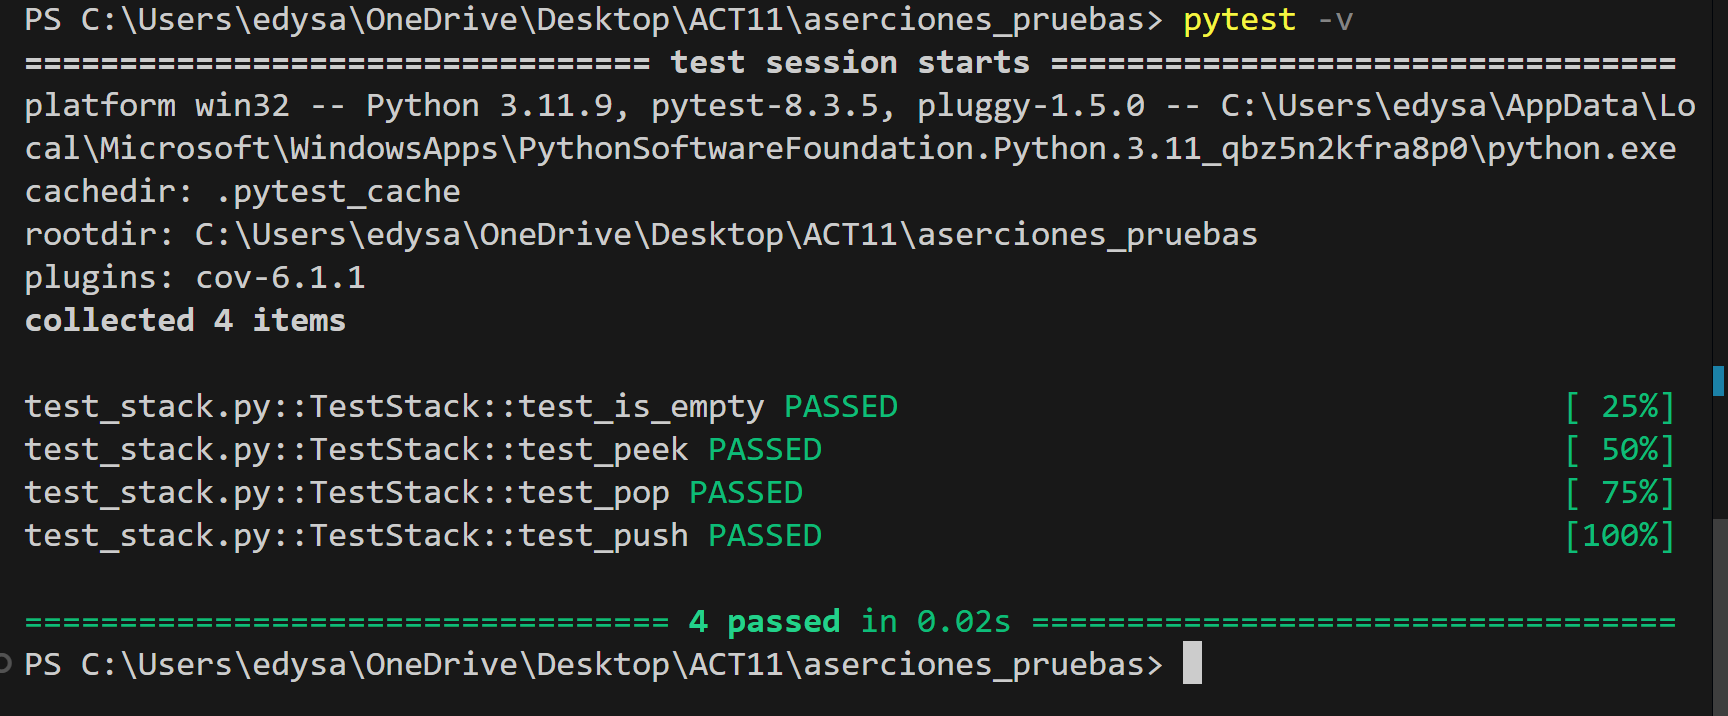 PS C:\Users\edysa\OneDrive\Desktop\ACT11\aserciones_pruebas> pytest -v
================================= test session starts =================================
platform win32 -- Python 3.11.9, pytest-8.3.5, pluggy-1.5.0 -- C:\Users\edysa\AppData\Lo
cal\Microsoft\WindowsApps\PythonSoftwareFoundation.Python.3.11_qbz5n2kfra8p0\python.exe
cachedir: .pytest_cache
rootdir: C:\Users\edysa\OneDrive\Desktop\ACT11\aserciones_pruebas
plugins: cov-6.1.1
collected 4 items

test_stack.py::TestStack::test_is_empty PASSED                                   [ 25%]
test_stack.py::TestStack::test_peek PASSED                                       [ 50%]
test_stack.py::TestStack::test_pop PASSED                                        [ 75%]
test_stack.py::TestStack::test_push PASSED                                       [100%]

================================== 4 passed in 0.02s ==================================
PS C:\Users\edysa\OneDrive\Desktop\ACT11\aserciones_pruebas>